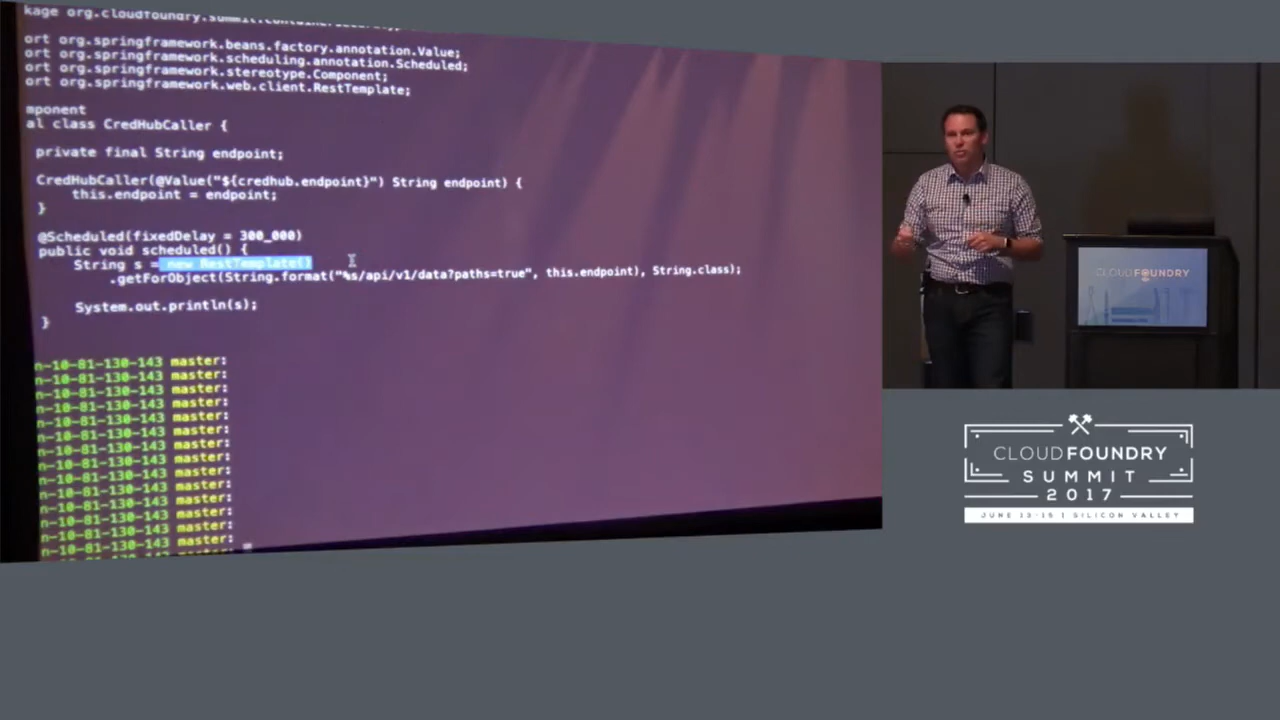 kage org.cloudfoundry.summit.
ort org.springframework.beans.factory.annotation.Value;
ort org.springframework.scheduling.annotation.Scheduled;
ort org.springframework.stereotype.Component;
ort org.springframework.web.client.RestTemplate;
mponent
al class CredHubCaller {
private final String endpoint;
CredHubCaller(@Value("${credhub.endpoint}") String endpoint) {
this.endpoint = endpoint;
}
@Scheduled(fixedDelay = 300_000)
public void scheduled() {
String s = new RestTemplate()
.getForObject(String.format("%s/api/v1/data?paths=true", this.endpoint), String.class);
System.out.println(s);
}
n-10-81-130-143 master:
n-10-81-130-143 master:
n-10-81-130-143 master:
n-10-81-130-143 master:
n-10-81-130-143 master:
n-10-81-130-143 master:
n-10-81-130-143 master:
n-10-81-130-143 master:
n-10-81-130-143 master:
n-10-81-130-143 master:
n-10-81-130-143 master:
n-10-81-130-143 master:
n-10-81-130-143 master:
n-10-81-130-143 master:
CLOUDFOUNDRY
CLOUDFOUNDRY
SUMMIT
2017
JUNE 13-15 | SILICON VALLEY